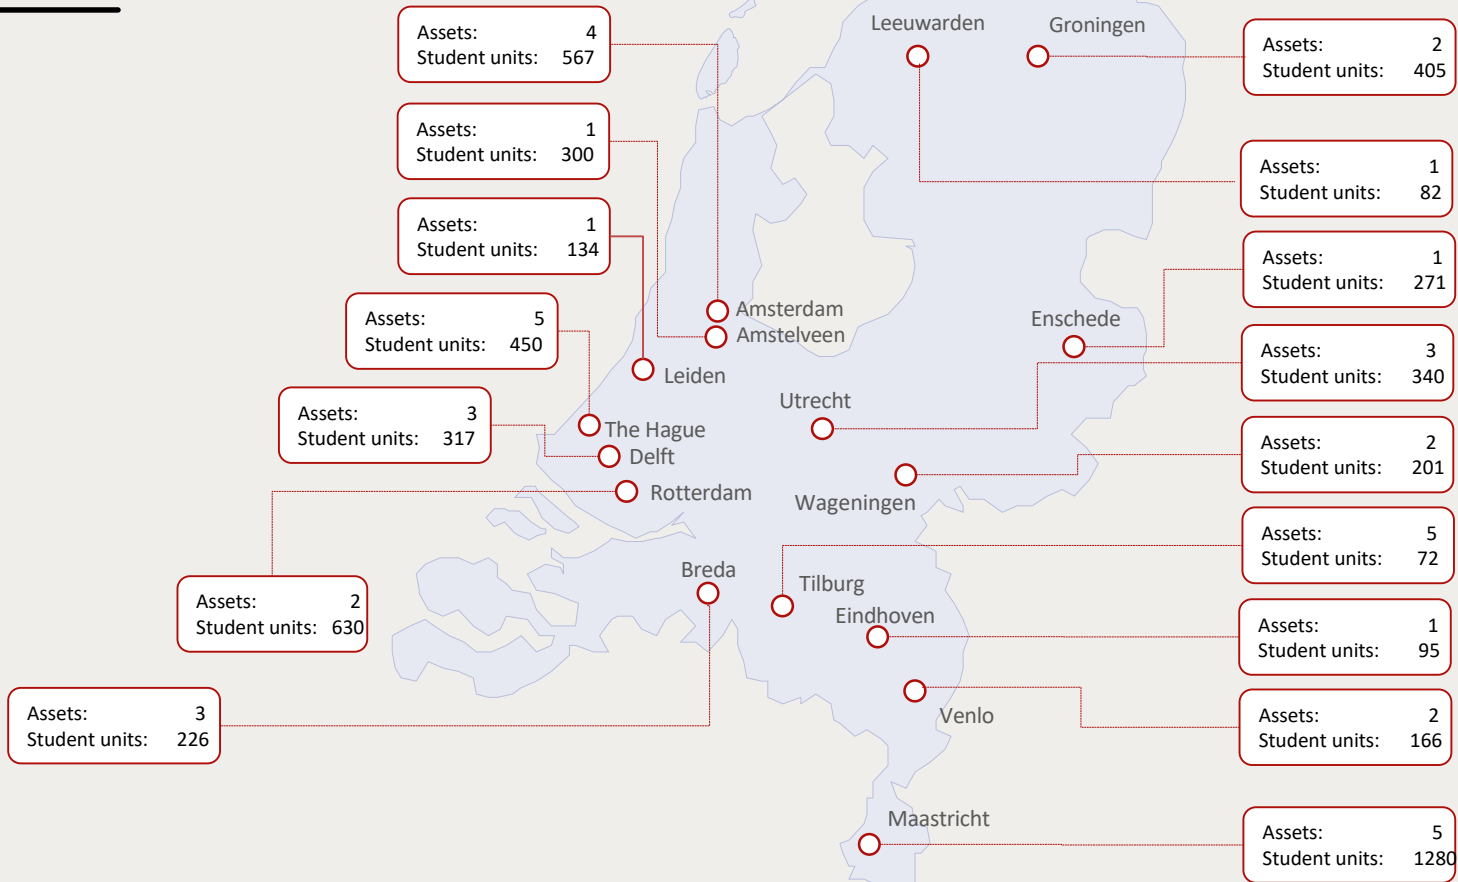 Assets: 4
Student units: 567
Assets: 1
Student units: 300
Assets: 1
Student units: 134
Assets: 5
Student units: 450
Assets: 3
Student units: 317
Assets: 2
Student units: 630
Assets: 3
Student units: 226
Leeuwarden
Groningen
Amsterdam
Amstelveen
Leiden
The Hague
Delft
Rotterdam
Enschede
Utrecht
Wageningen
Breda
Tilburg
Eindhoven
Venlo
Maastricht
Assets: 2
Student units: 405
Assets: 1
Student units: 82
Assets: 1
Student units: 271
Assets: 3
Student units: 340
Assets: 2
Student units: 201
Assets: 5
Student units: 72
Assets: 1
Student units: 95
Assets: 2
Student units: 166
Assets: 5
Student units: 1280